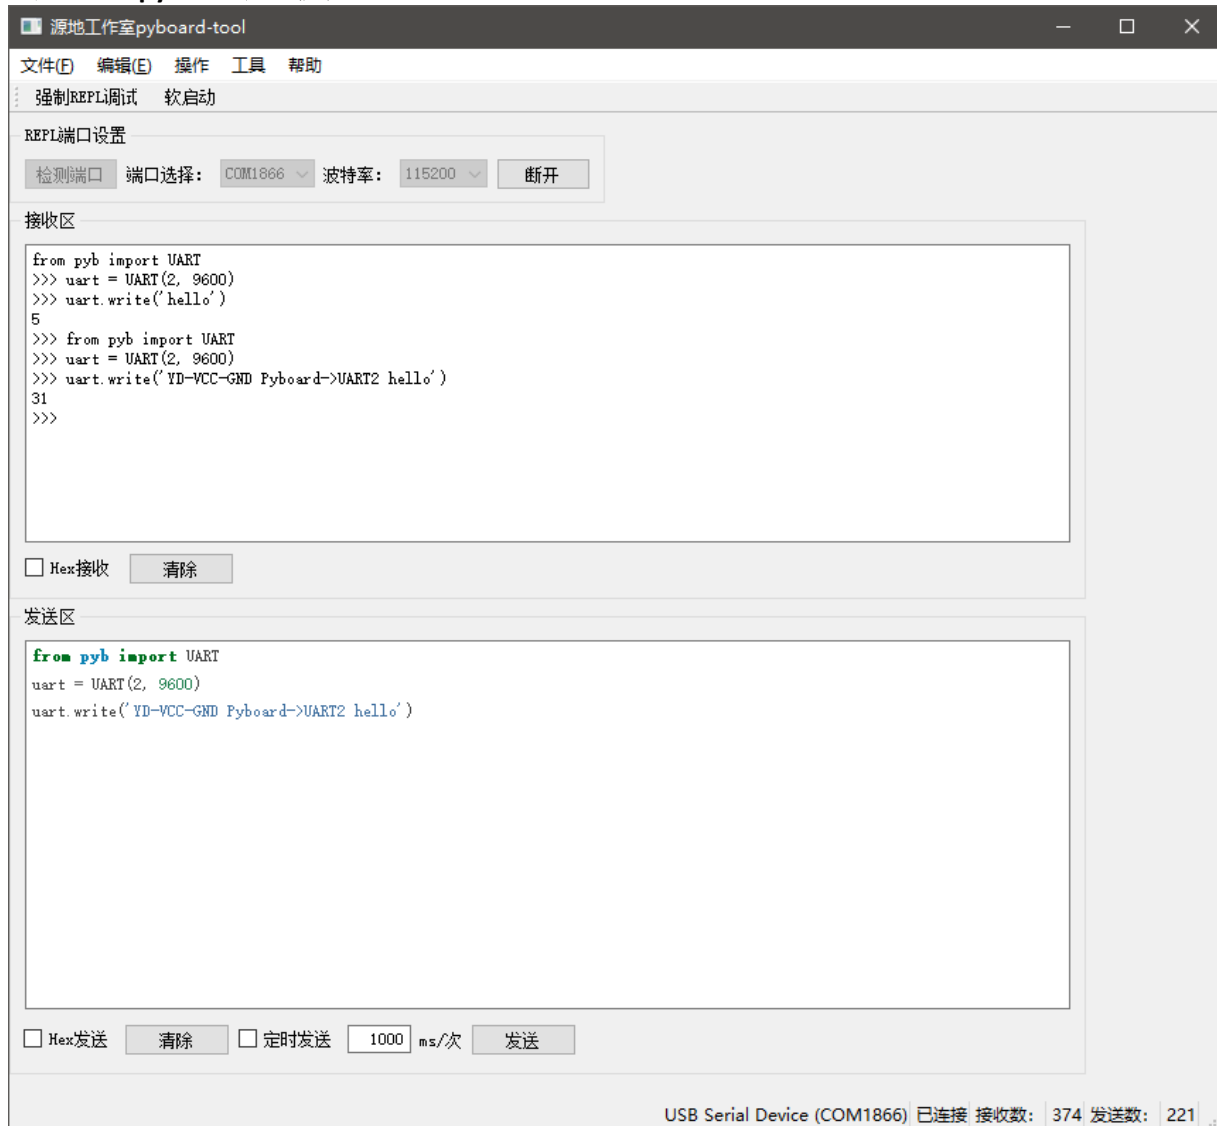 源地工作室pyboard-tool
文件(F) 编辑(E) 操作 工具 帮助
强制REPL调试 软启动
REPL端口设置
检测端口 端口选择： COM1866 波特率： 115200 断开
接收区
from pyb import UART
>>> uart = UART(2, 9600)
>>> uart.write('hello')
5
>>> from pyb import UART
>>> uart = UART(2, 9600)
>>> uart.write('YD-VCC-GND Pyboard->UART2 hello')
31
>>>
Hex接收 清除
发送区
from pyb import UART
uart = UART(2, 9600)
uart.write('YD-VCC-GND Pyboard->UART2 hello')
Hex发送 清除 定时发送 1000 ms/次 发送
USB Serial Device (COM1866) 已连接 接收数： 374 发送数： 221